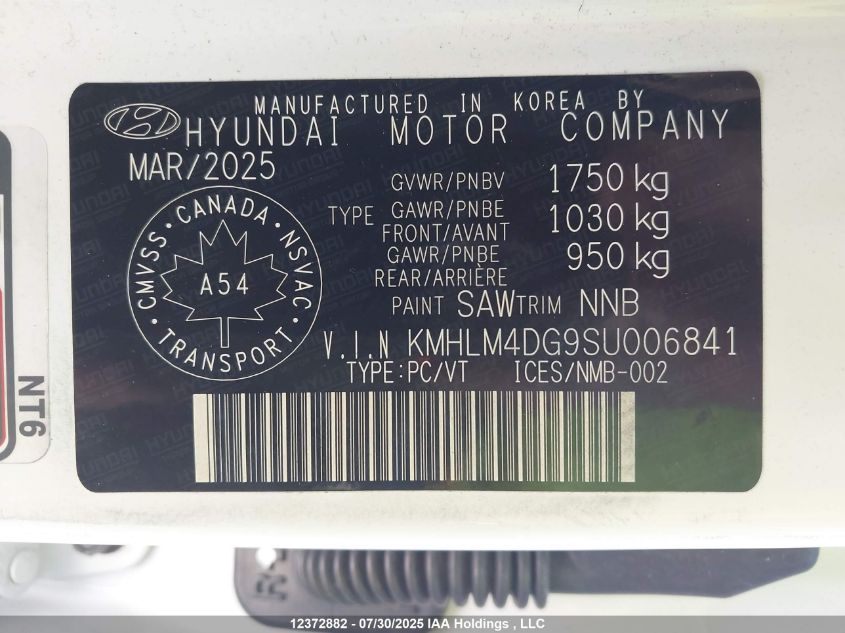 MANUFACTURED IN KOREA BY
HYUNDAI MOTOR COMPANY
MAR/2025
GVWR/PNBV 1750 kg
TYPE GAWR/PNBE FRONT/AVANT 1030 kg
GAWR/PNBE REAR/ARRIÈRE 950 kg
PAINT SAW TRIM NNB
CMVSS • CANADA • NSVAC
A54
• TRANSPORT •
V.I.N KMHLM4DG9SU006841
TYPE:PC/VT ICES/NMB-002
NT6
12372882 - 07/30/2025 IAA Holdings , LLC